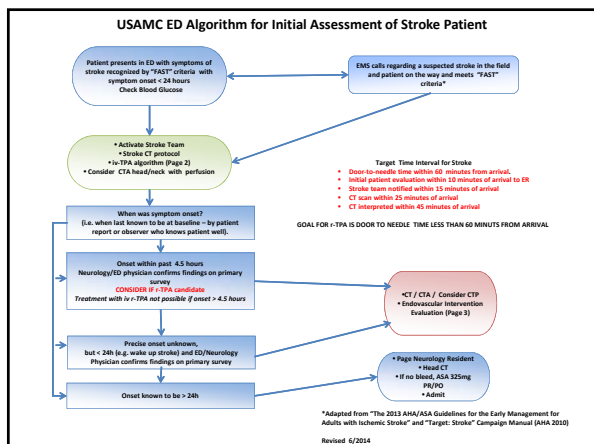 USAMC ED Algorithm for Initial Assessment of Stroke Patient
Patient presents in ED with symptoms of
stroke recognized by "FAST" criteria with
symptom onset < 24 hours
Check Blood Glucose
EMS calls regarding a suspected stroke in the field
and patient on the way and meets "FAST"
criteria*
•Activate Stroke Team
•Stroke CT protocol
•iv-TPA algorithm (Page 2)
•Consider CTA head/neck with perfusion
Target Time Interval for Stroke
• Door-to-needle time within 60 minutes from arrival.
• Initial patient evaluation within 10 minutes of arrival to ER
• Stroke team notified within 15 minutes of arrival
• CT scan within 25 minutes of arrival
• CT interpreted within 45 minutes of arrival
GOAL FOR r-TPA IS DOOR TO NEEDLE TIME LESS THAN 60 MINUTS FROM ARRIVAL
When was symptom onset?
(i.e. when last known to be at baseline – by patient
report or observer who knows patient well).
Onset within past 4.5 hours
Neurology/ED physician confirms findings on primary
survey
CONSIDER IF r-TPA candidate
Treatment with iv r-TPA not possible if onset > 4.5 hours
•CT / CTA / Consider CTP
• Endovascular Intervention
Evaluation (Page 3)
Precise onset unknown,
but < 24h (e.g. wake up stroke) and ED/Neurology
Physician confirms findings on primary survey
• Page Neurology Resident
• Head CT
• If no bleed, ASA 325mg
PR/PO
• Admit
Onset known to be > 24h
*Adapted from "The 2013 AHA/ASA Guidelines for the Early Management for
Adults with Ischemic Stroke" and "Target: Stroke" Campaign Manual (AHA 2010)
Revised 6/2014